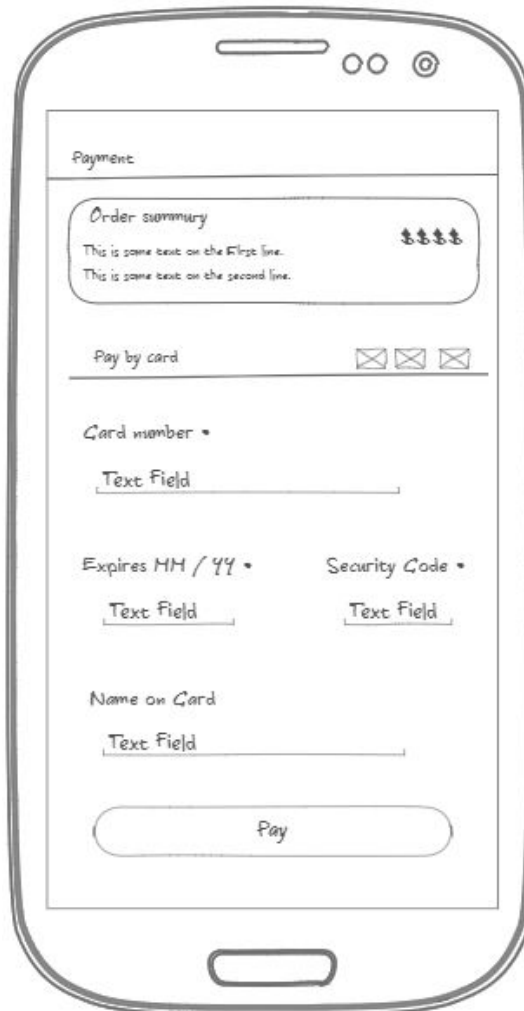 Payment
Order summury
$$$$
This is some text on the First line.
This is some text on the second line.
Pay by card
Card number •
Text Field
Expires MM / YY • Security Code •
Text Field Text Field
Name on Card
Text Field
Pay